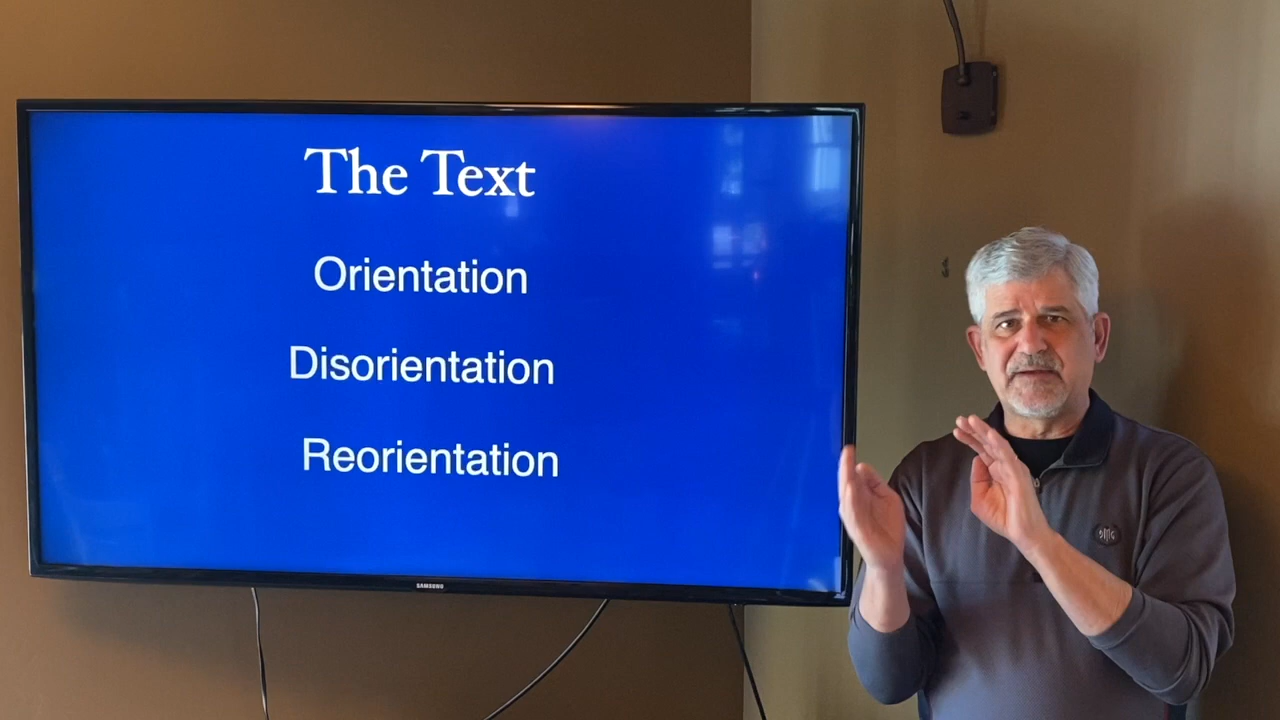 The Text
Orientation
Disorientation
Reorientation
SAMSUNG